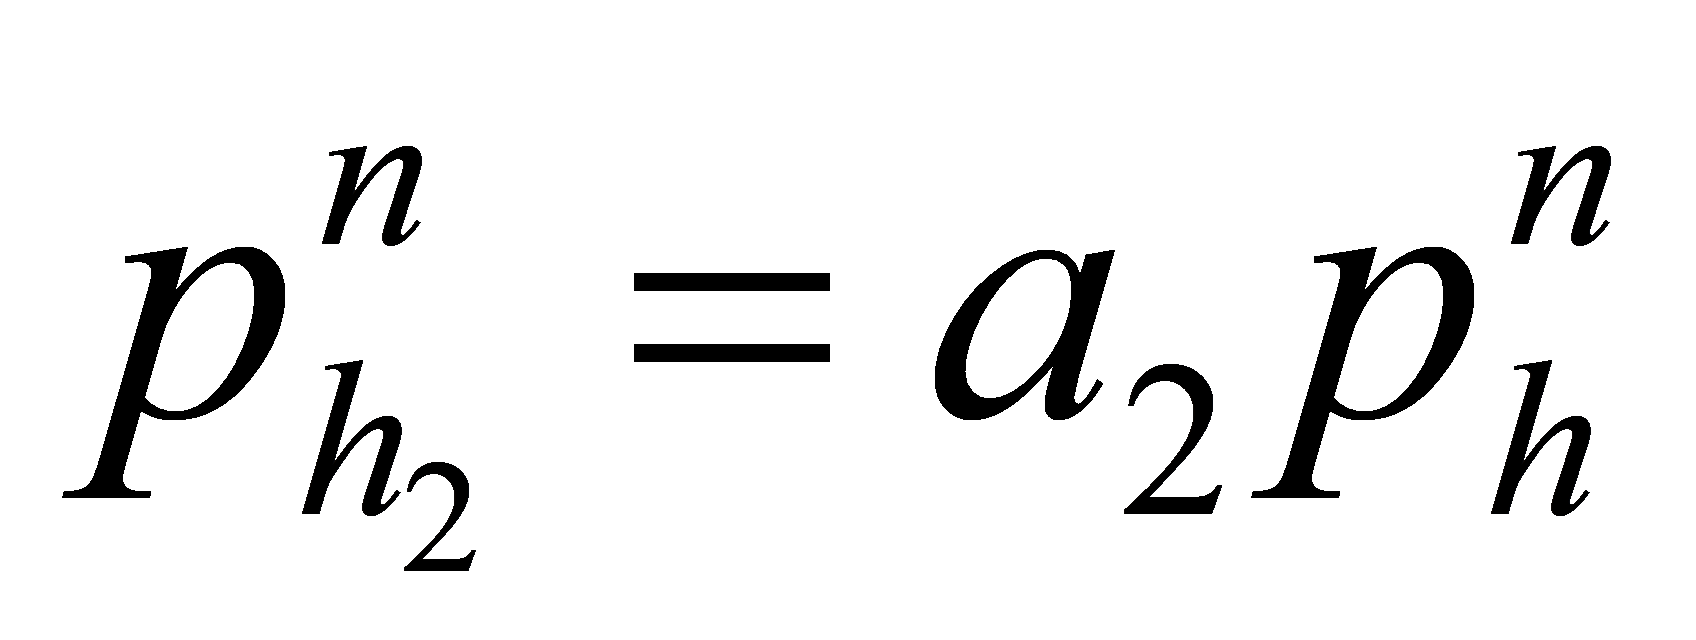 p_{h_2}^n = a_2 p_h^n